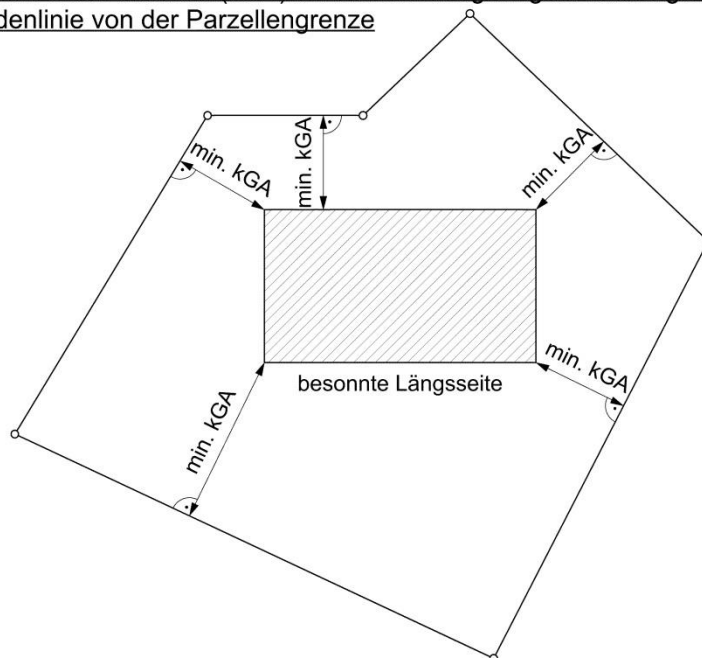 denlinie von der Parzellengrenze
min. kGA
min. kGA
min. kGA
min. kGA
besonnte Längsseite
min. kGA